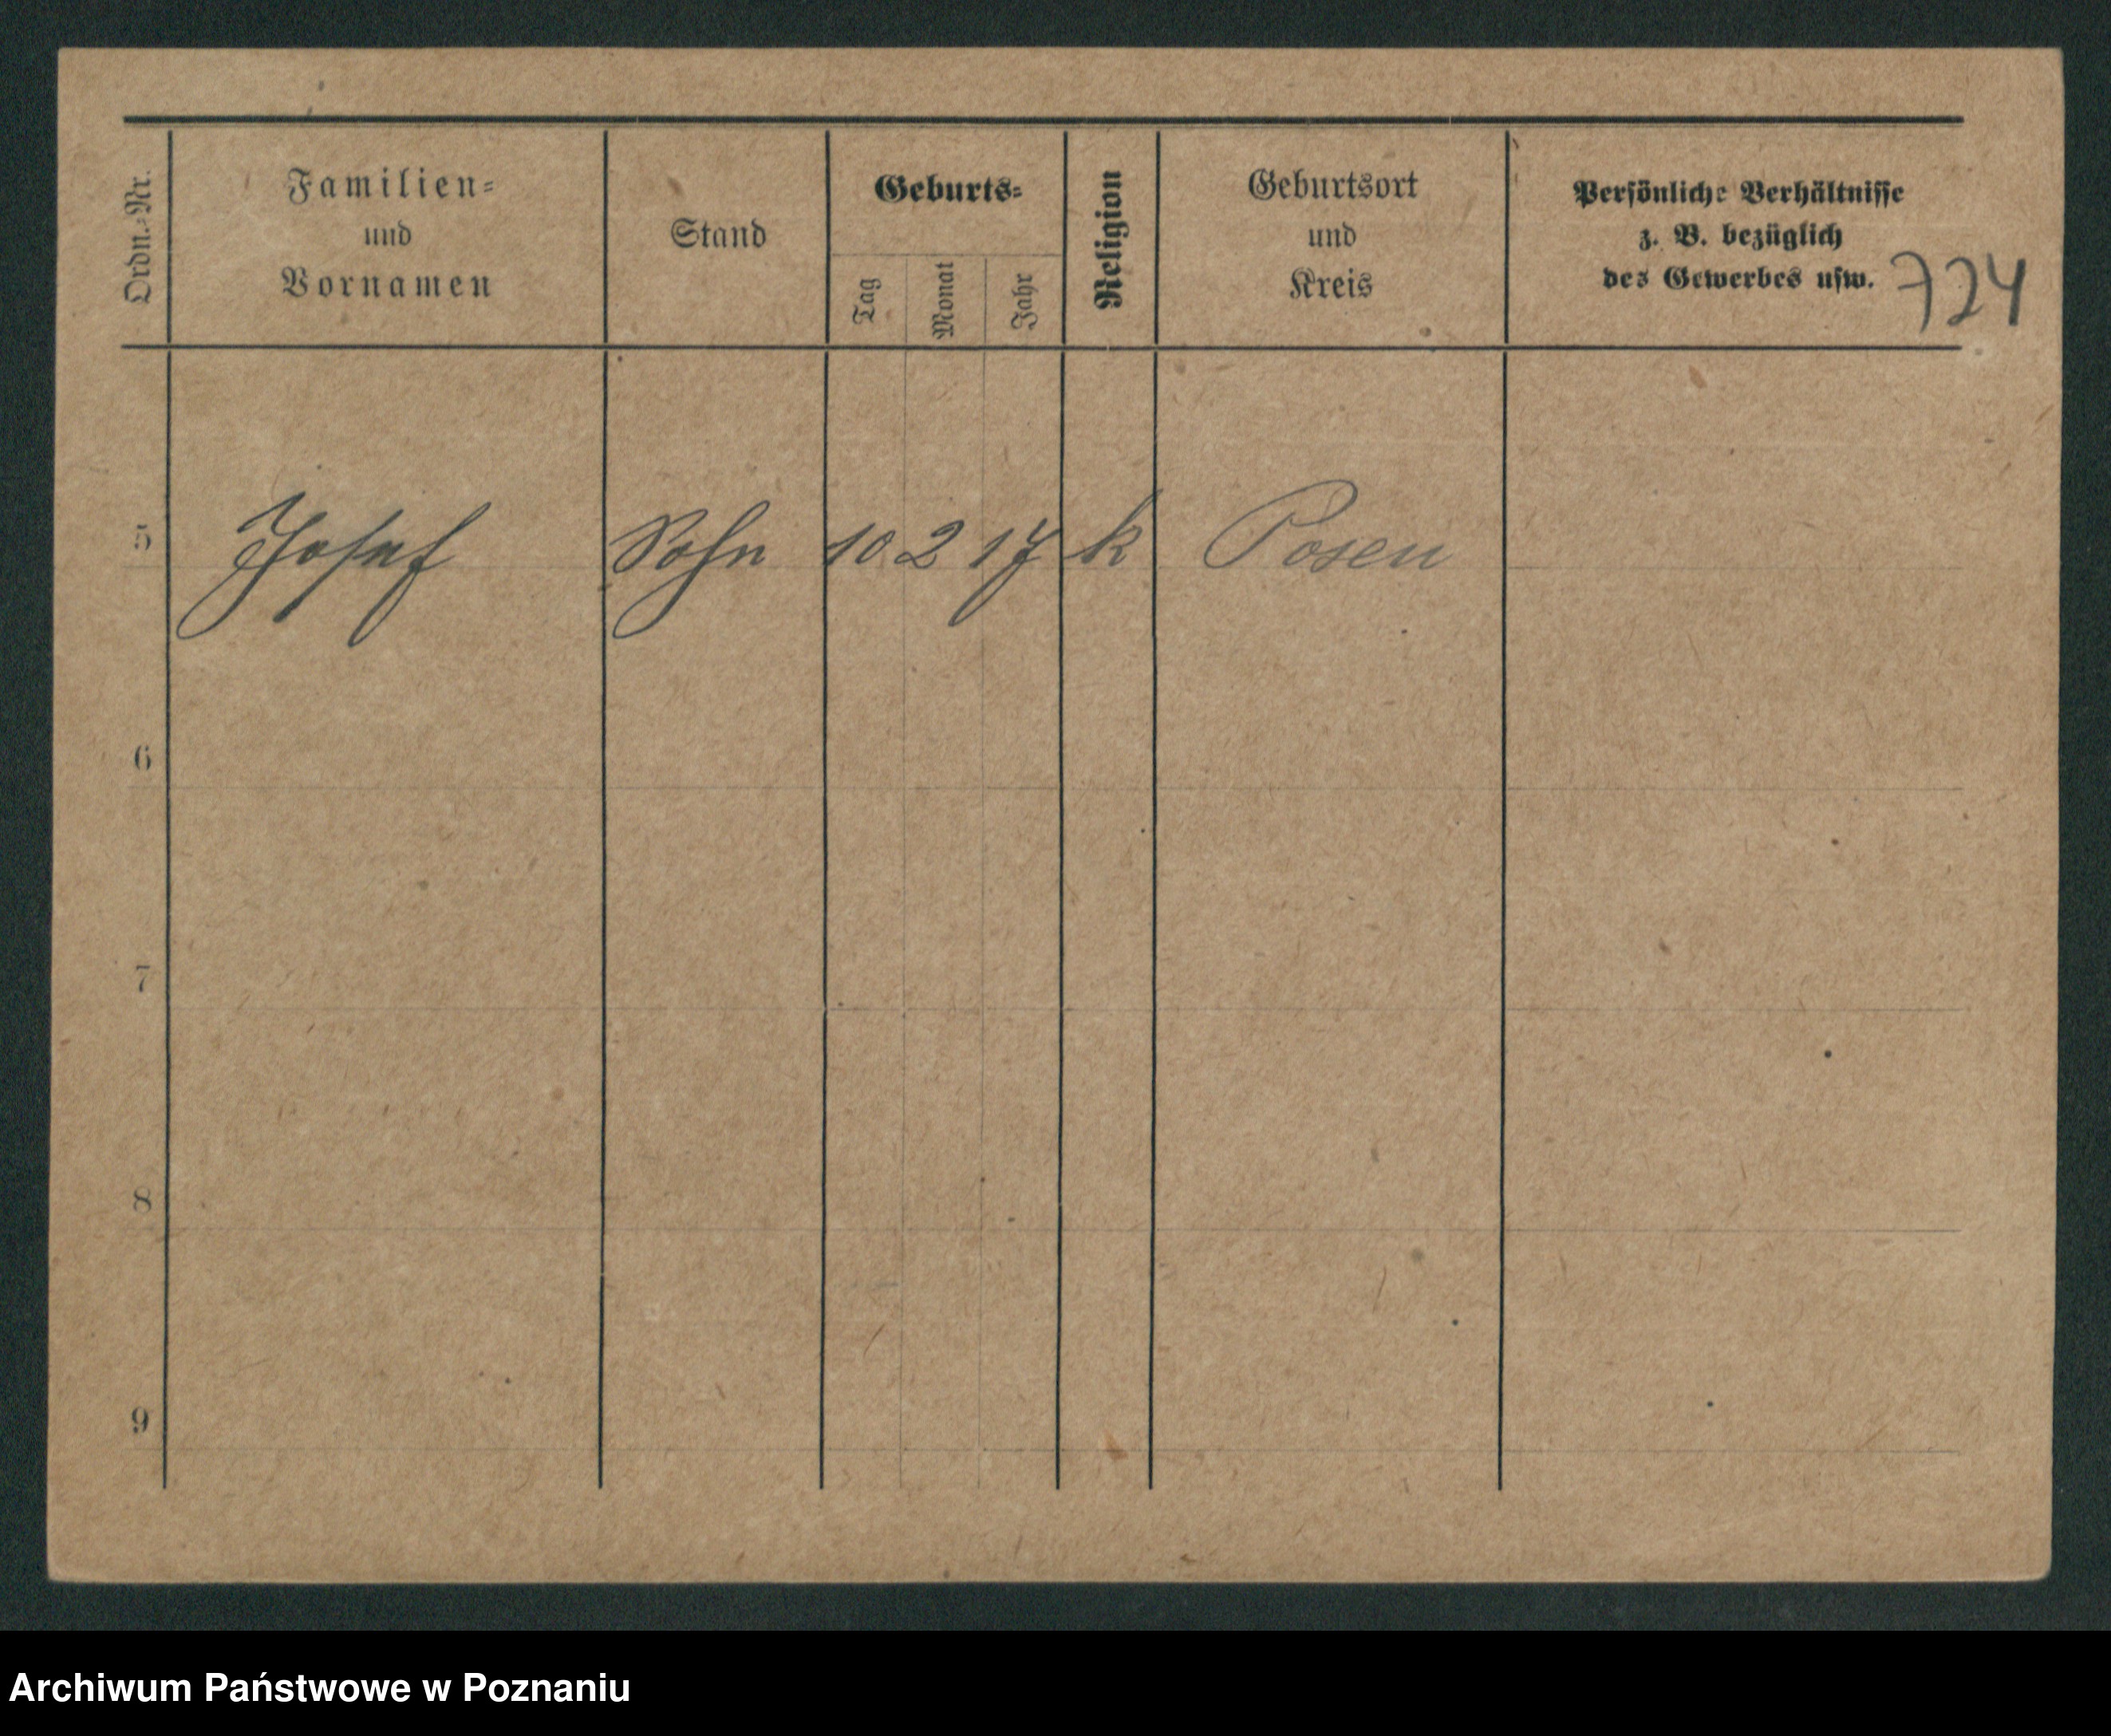 Ordn.-Nr.
Familien-
und
Vornamen
Stand
Geburts-
Tag
Monat
Jahr
Religion
Geburtsort
und
Kreis
Persönliche Verhältnisse
z. B. bezüglich
des Gewerbes usw.
724
5 Josef Sohn 10 2 17 k Posen
6
7
8
9
Archiwum Państwowe w Poznaniu